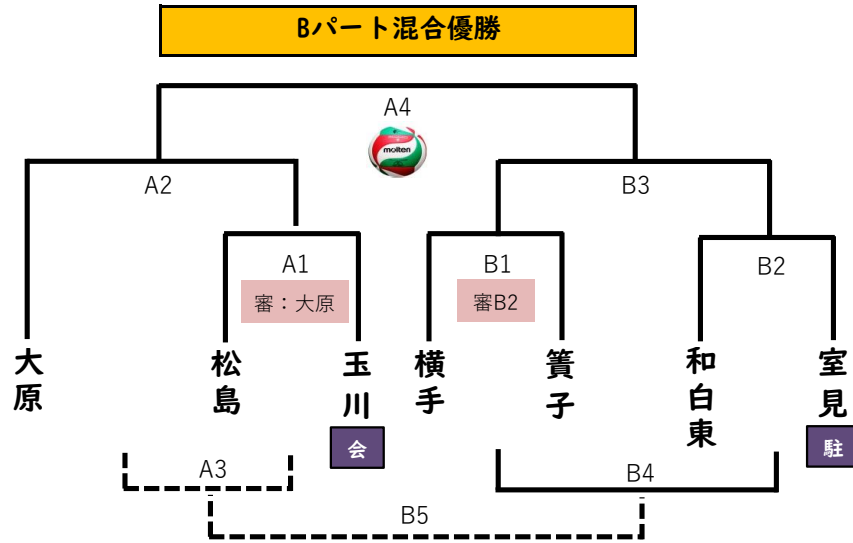 Bパート混合優勝
A4
molten
A2
B3
A1
B1
B2
審：大原
審B2
大原
松島
玉川
横手
簀子
和白東
室見
会
駐
A3
B4
B5